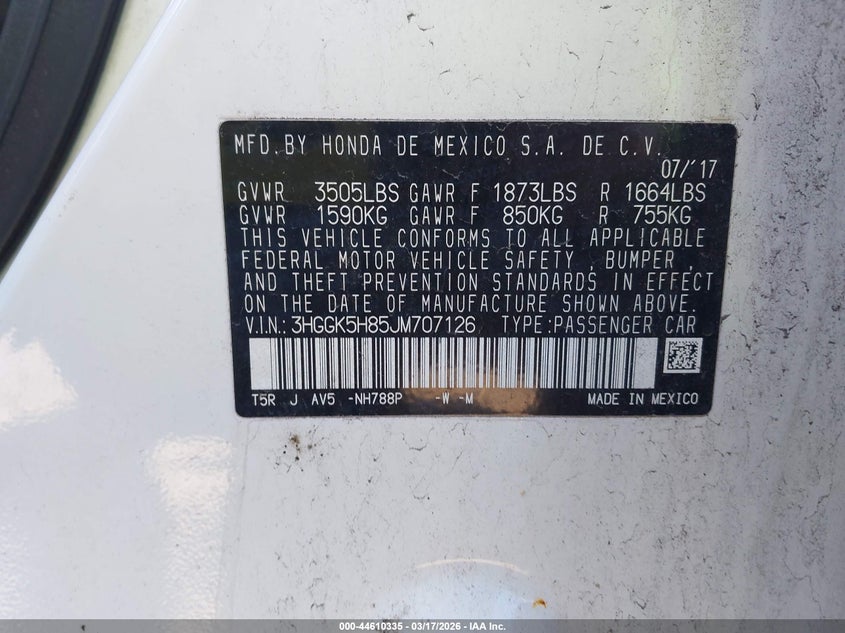 MFD. BY HONDA DE MEXICO S.A. DE C.V.
07/'17
GVWR 3505LBS GAWR F 1873LBS R 1664LBS
GVWR 1590KG GAWR F 850KG R 755KG
THIS VEHICLE CONFORMS TO ALL APPLICABLE
FEDERAL MOTOR VEHICLE SAFETY , BUMPER ,
AND THEFT PREVENTION STANDARDS IN EFFECT
ON THE DATE OF MANUFACTURE SHOWN ABOVE.
V.I.N.: 3HGGK5H85JM707126 TYPE:PASSENGER CAR
T5R J AV5 -NH788P -W -M MADE IN MEXICO
000-44610335 - 03/17/2026 - IAA Inc.